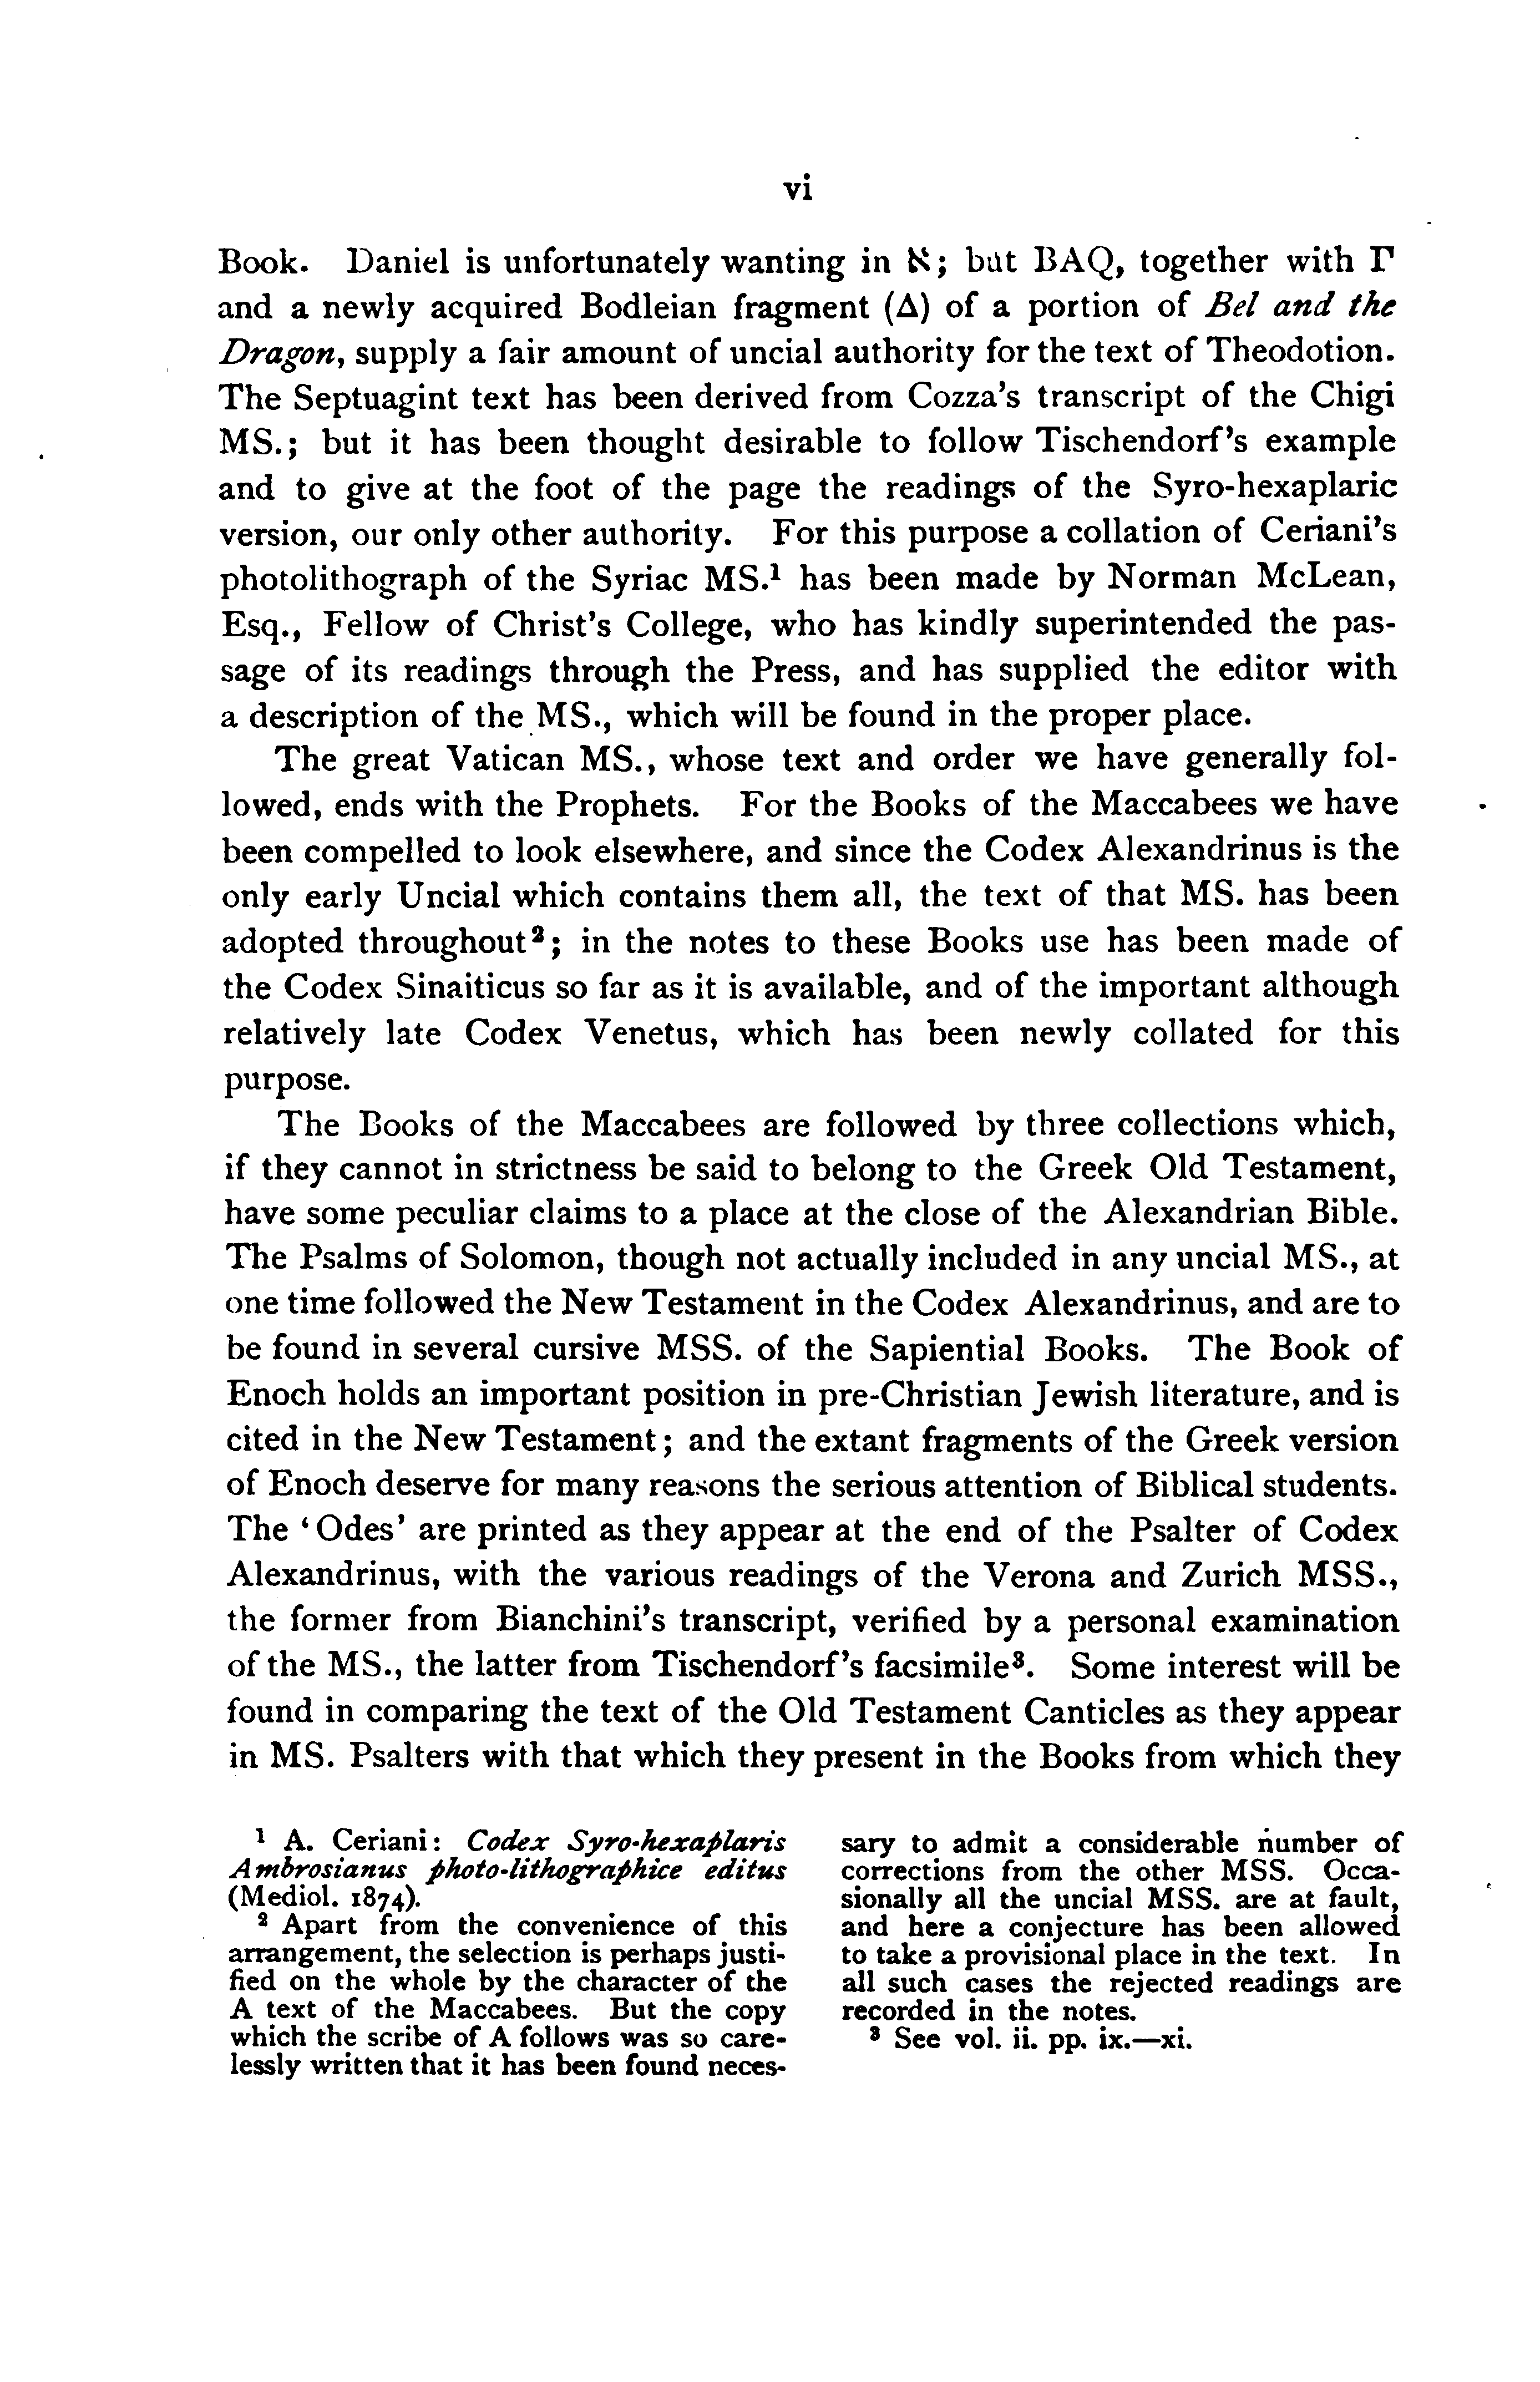 vi
Book. Daniel is unfortunately wanting in א; but BAQ, together with Γ
and a newly acquired Bodleian fragment (Δ) of a portion of Bel and the
Dragon, supply a fair amount of uncial authority for the text of Theodotion.
The Septuagint text has been derived from Cozza's transcript of the Chigi
MS.; but it has been thought desirable to follow Tischendorf's example
and to give at the foot of the page the readings of the Syro-hexaplaric
version, our only other authority. For this purpose a collation of Ceriani's
photolithograph of the Syriac MS.¹ has been made by Norman McLean,
Esq., Fellow of Christ's College, who has kindly superintended the pas-
sage of its readings through the Press, and has supplied the editor with
a description of the MS., which will be found in the proper place.
The great Vatican MS., whose text and order we have generally fol-
lowed, ends with the Prophets. For the Books of the Maccabees we have
been compelled to look elsewhere, and since the Codex Alexandrinus is the
only early Uncial which contains them all, the text of that MS. has been
adopted throughout²; in the notes to these Books use has been made of
the Codex Sinaiticus so far as it is available, and of the important although
relatively late Codex Venetus, which has been newly collated for this
purpose.
The Books of the Maccabees are followed by three collections which,
if they cannot in strictness be said to belong to the Greek Old Testament,
have some peculiar claims to a place at the close of the Alexandrian Bible.
The Psalms of Solomon, though not actually included in any uncial MS., at
one time followed the New Testament in the Codex Alexandrinus, and are to
be found in several cursive MSS. of the Sapiential Books. The Book of
Enoch holds an important position in pre-Christian Jewish literature, and is
cited in the New Testament; and the extant fragments of the Greek version
of Enoch deserve for many reasons the serious attention of Biblical students.
The 'Odes' are printed as they appear at the end of the Psalter of Codex
Alexandrinus, with the various readings of the Verona and Zurich MSS.,
the former from Bianchini's transcript, verified by a personal examination
of the MS., the latter from Tischendorf's facsimile³. Some interest will be
found in comparing the text of the Old Testament Canticles as they appear
in MS. Psalters with that which they present in the Books from which they
¹ A. Ceriani: Codex Syro-hexaplaris
Ambrosianus photo-lithographice editus
(Mediol. 1874).
² Apart from the convenience of this
arrangement, the selection is perhaps justi-
fied on the whole by the character of the
A text of the Maccabees. But the copy
which the scribe of A follows was so care-
lessly written that it has been found neces-
sary to admit a considerable number of
corrections from the other MSS. Occa-
sionally all the uncial MSS. are at fault,
and here a conjecture has been allowed
to take a provisional place in the text. In
all such cases the rejected readings are
recorded in the notes.
³ See vol. ii. pp. ix.—xi.